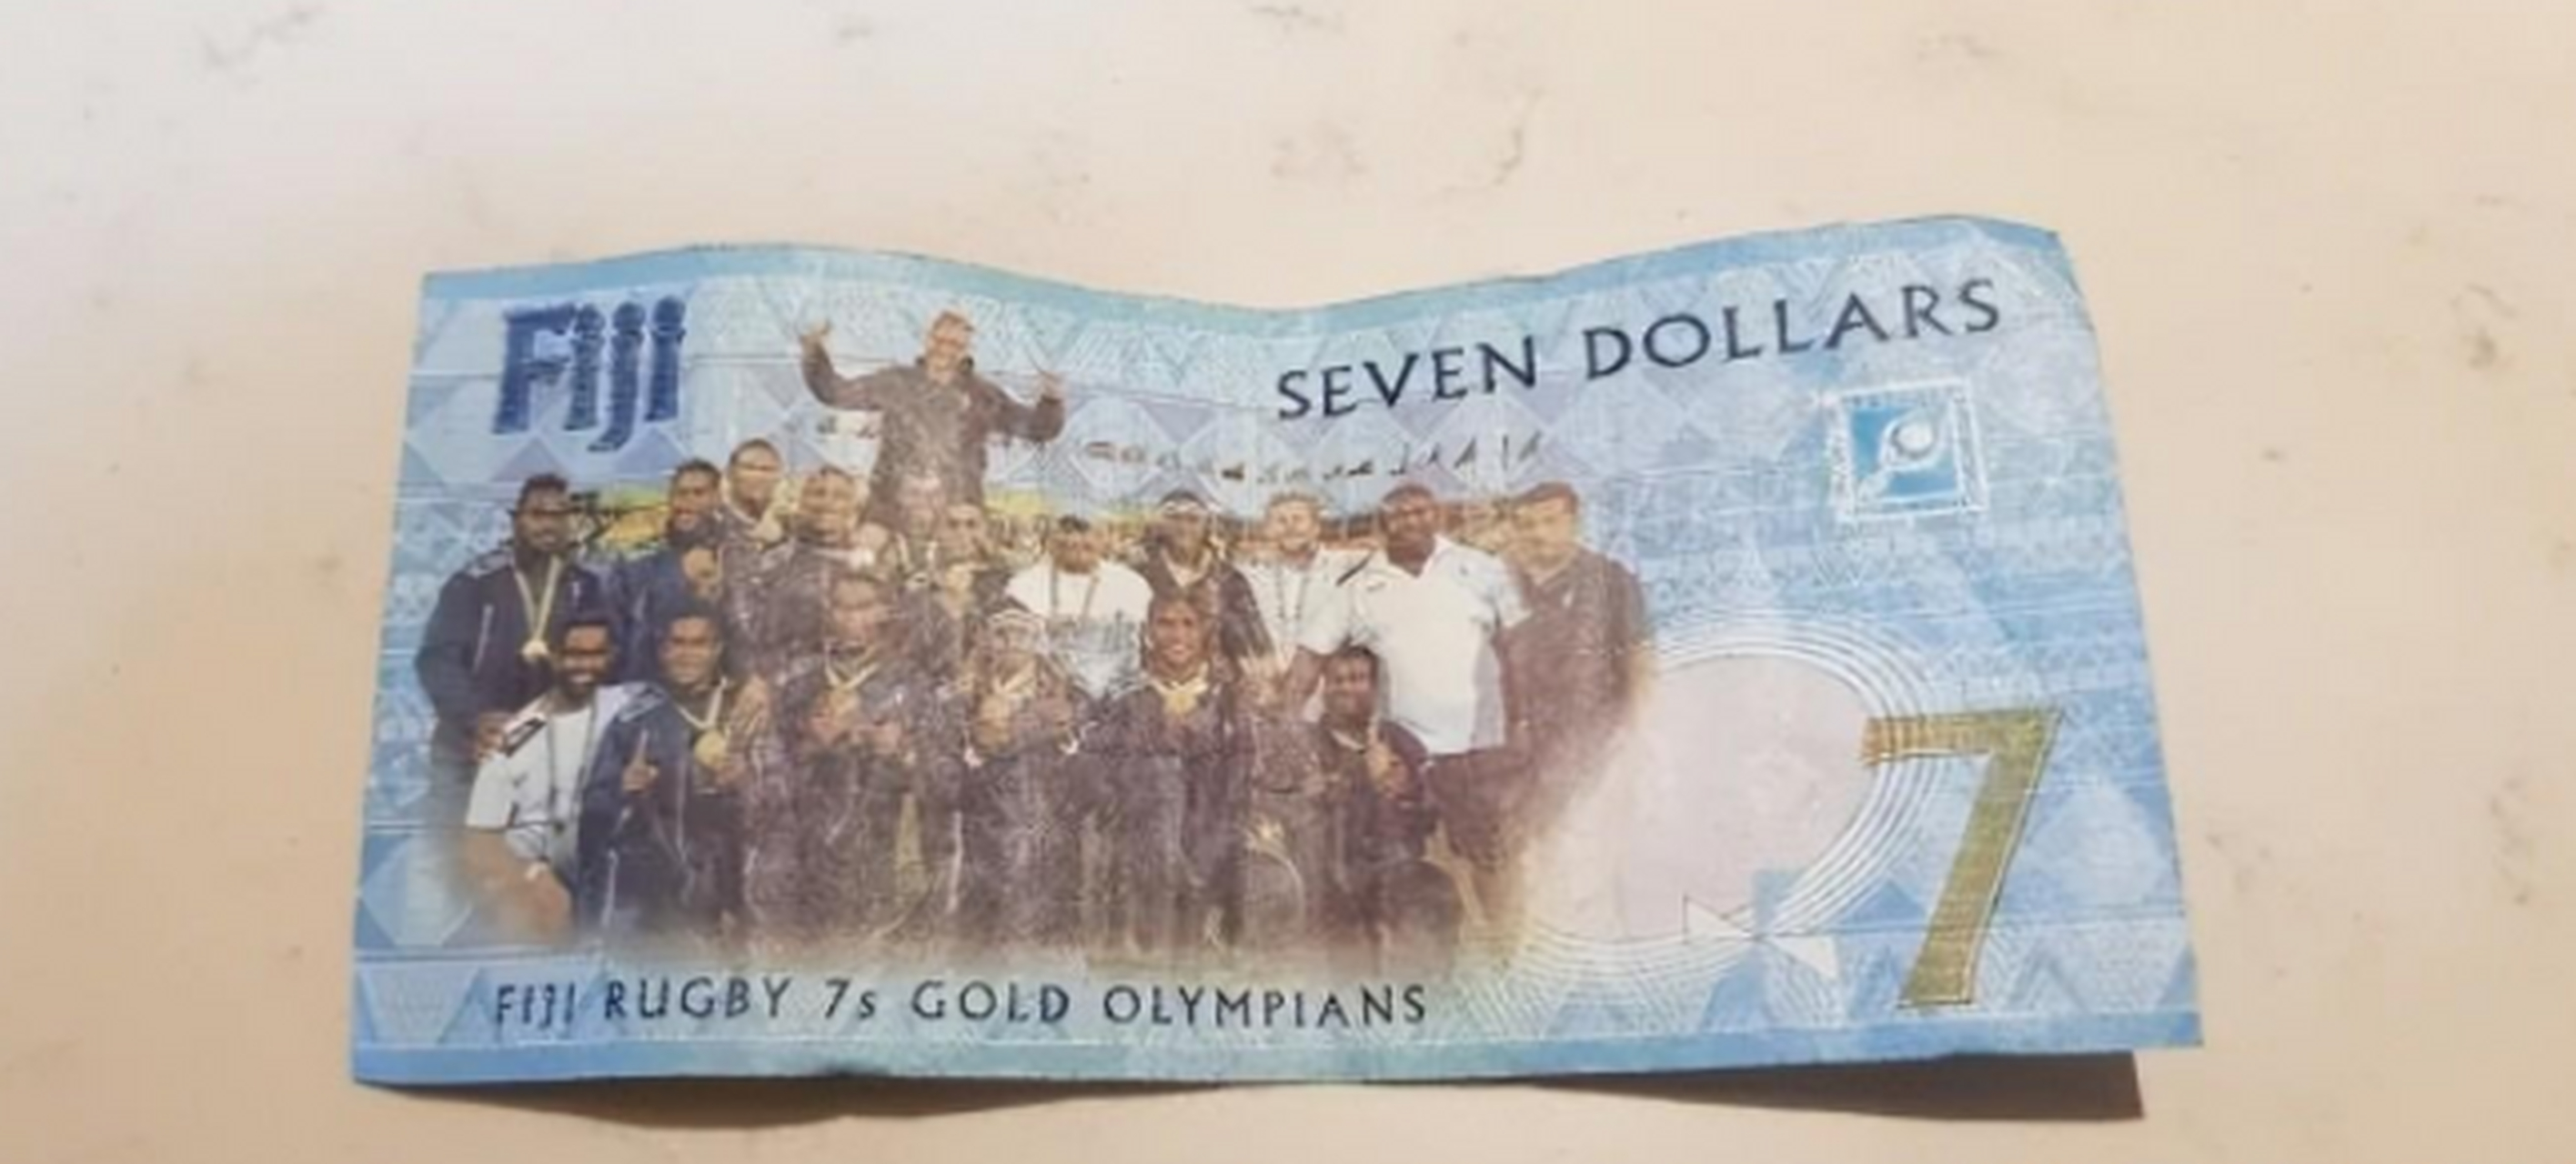 Fiji
SEVEN DOLLARS
7
FIJI RUGBY 7s GOLD OLYMPIANS